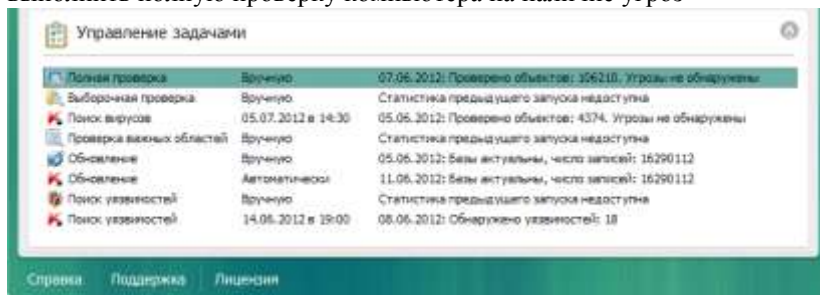 Выполнить полную проверку компьютера на наличие угроз
Управление задачами
Полная проверка Вручную 07.06.2012: Проверено объектов: 106210. Угрозы не обнаружены
Выборочная проверка Вручную Статистика предыдущего запуска недоступна
Поиск вирусов 05.07.2012 в 14:30 05.06.2012: Проверено объектов: 4374. Угрозы не обнаружены
Проверка важных областей Вручную Статистика предыдущего запуска недоступна
Обновление Вручную 05.06.2012: Базы актуальны, число записей: 16290112
Обновление Автоматически 11.06.2012: Базы актуальны, число записей: 16290112
Поиск уязвимостей Вручную Статистика предыдущего запуска недоступна
Поиск уязвимостей 14.06.2012 в 19:00 08.06.2012: Обнаружено уязвимостей: 18
Справка Поддержка Лицензия